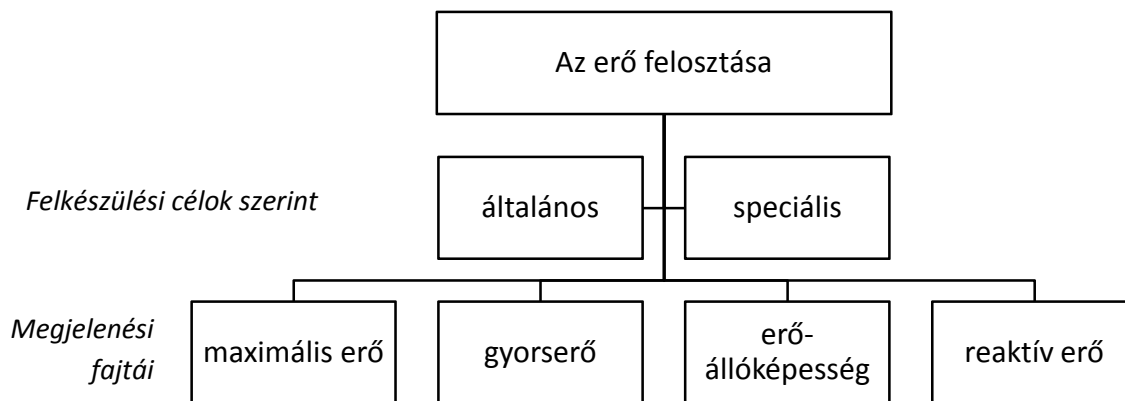 Az erő felosztása
Felkészülési célok szerint
általános
speciális
Megjelenési
fajtái
maximális erő
gyorserő
erő-
állóképesség
reaktív erő